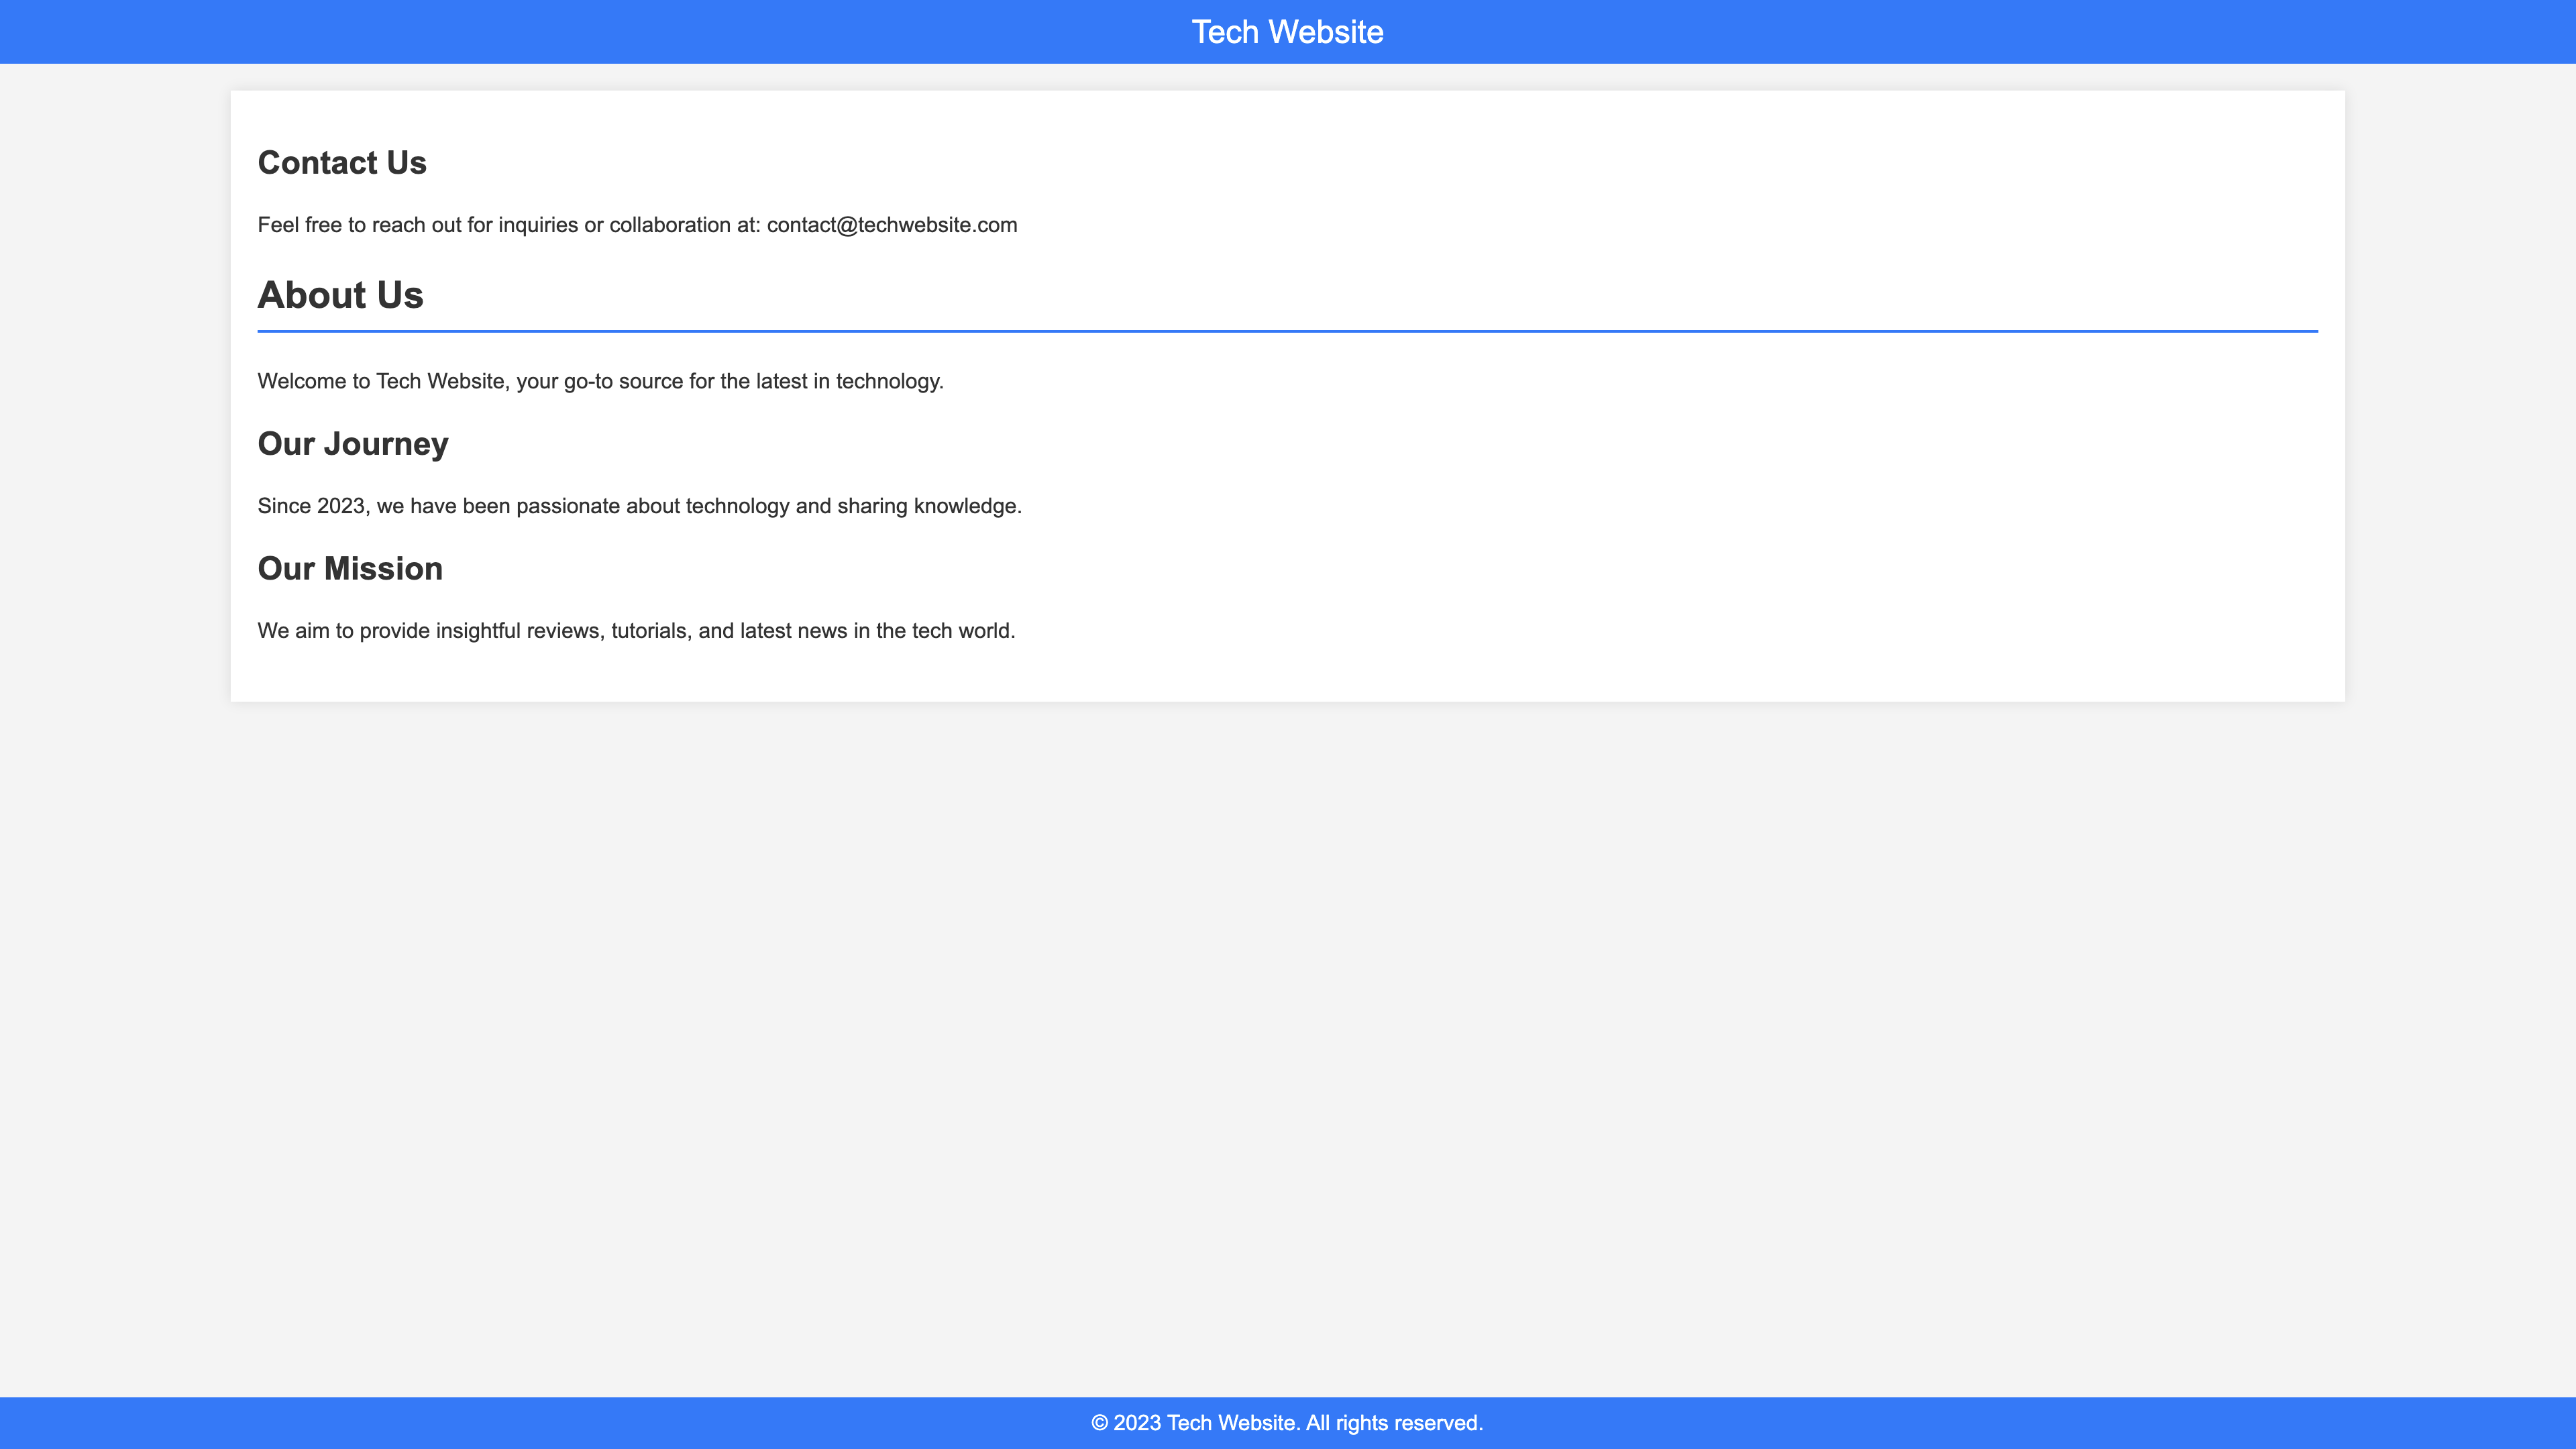 Tech Website
Contact Us
Feel free to reach out for inquiries or collaboration at: contact@techwebsite.com
About Us
Welcome to Tech Website, your go-to source for the latest in technology.
Our Journey
Since 2023, we have been passionate about technology and sharing knowledge.
Our Mission
We aim to provide insightful reviews, tutorials, and latest news in the tech world.
© 2023 Tech Website. All rights reserved.